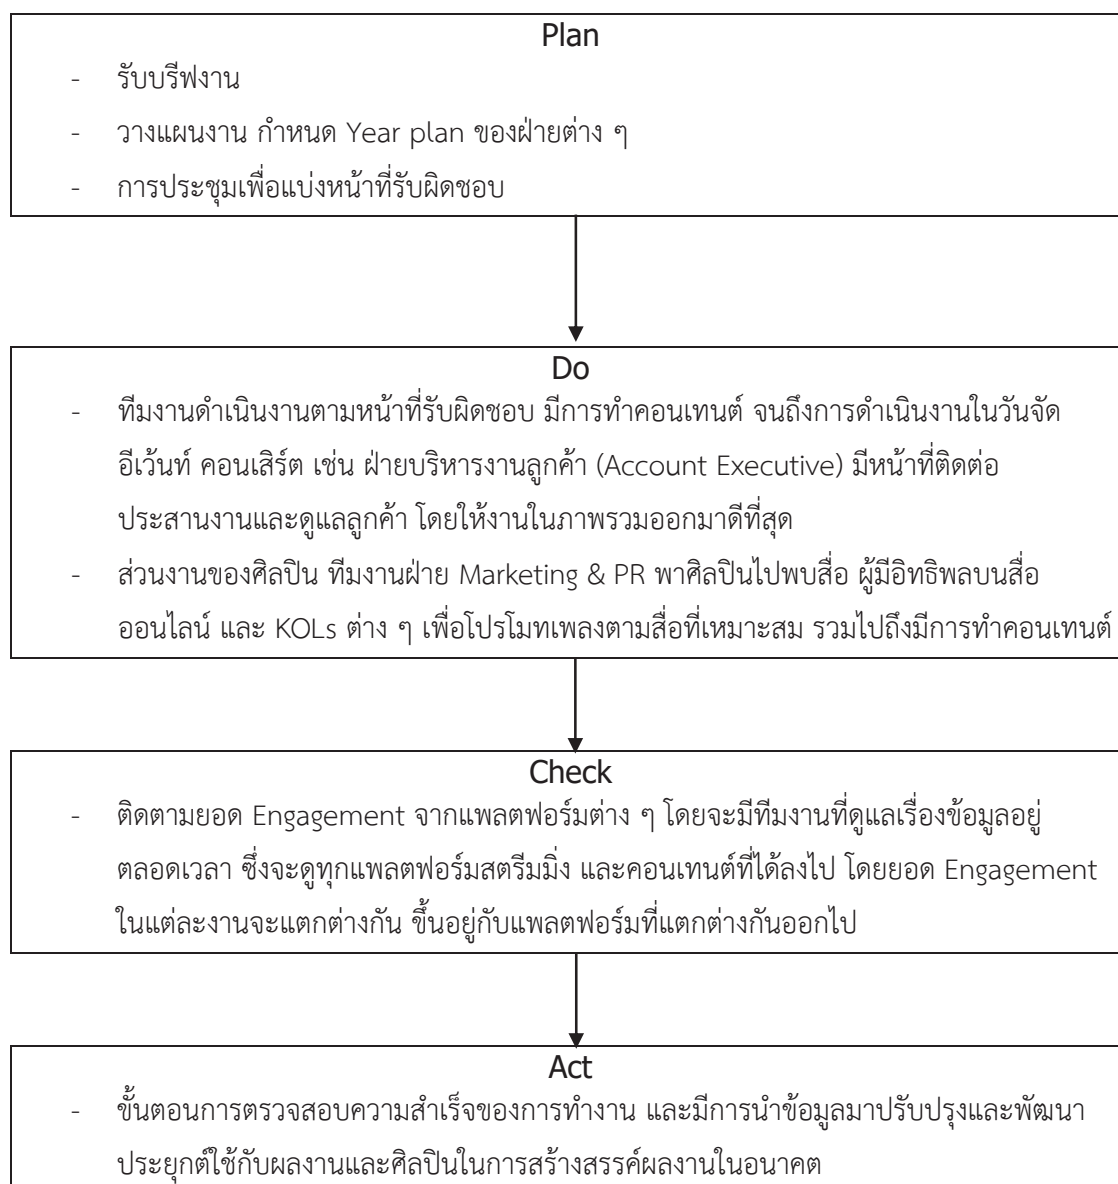 Plan
- รับบรีฟงาน
- วางแผนงาน กำหนด Year plan ของฝ่ายต่าง ๆ
- การประชุมเพื่อแบ่งหน้าที่รับผิดชอบ
Do
- ทีมงานดำเนินงานตามหน้าที่รับผิดชอบ มีการทำคอนเทนต์ จนถึงการดำเนินงานในวันจัด
อีเว้นท์ คอนเสิร์ต เช่น ฝ่ายบริหารงานลูกค้า (Account Executive) มีหน้าที่ติดต่อ
ประสานงานและดูแลลูกค้า โดยให้งานในภาพรวมออกมาดีที่สุด
- ส่วนงานของศิลปิน ทีมงานฝ่าย Marketing & PR พาศิลปินไปพบสื่อ ผู้มีอิทธิพลบนสื่อ
ออนไลน์ และ KOLs ต่าง ๆ เพื่อโปรโมทเพลงตามสื่อที่เหมาะสม รวมไปถึงมีการทำคอนเทนต์
Check
- ติดตามยอด Engagement จากแพลตฟอร์มต่าง ๆ โดยจะมีทีมงานที่ดูแลเรื่องข้อมูลอยู่
ตลอดเวลา ซึ่งจะดูทุกแพลตฟอร์มสตรีมมิ่ง และคอนเทนต์ที่ได้ลงไป โดยยอด Engagement
ในแต่ละงานจะแตกต่างกัน ขึ้นอยู่กับแพลตฟอร์มที่แตกต่างกันออกไป
Act
- ขั้นตอนการตรวจสอบความสำเร็จของการทำงาน และมีการนำข้อมูลมาปรับปรุงและพัฒนา
ประยุกต์ใช้กับผลงานและศิลปินในการสร้างสรรค์ผลงานในอนาคต